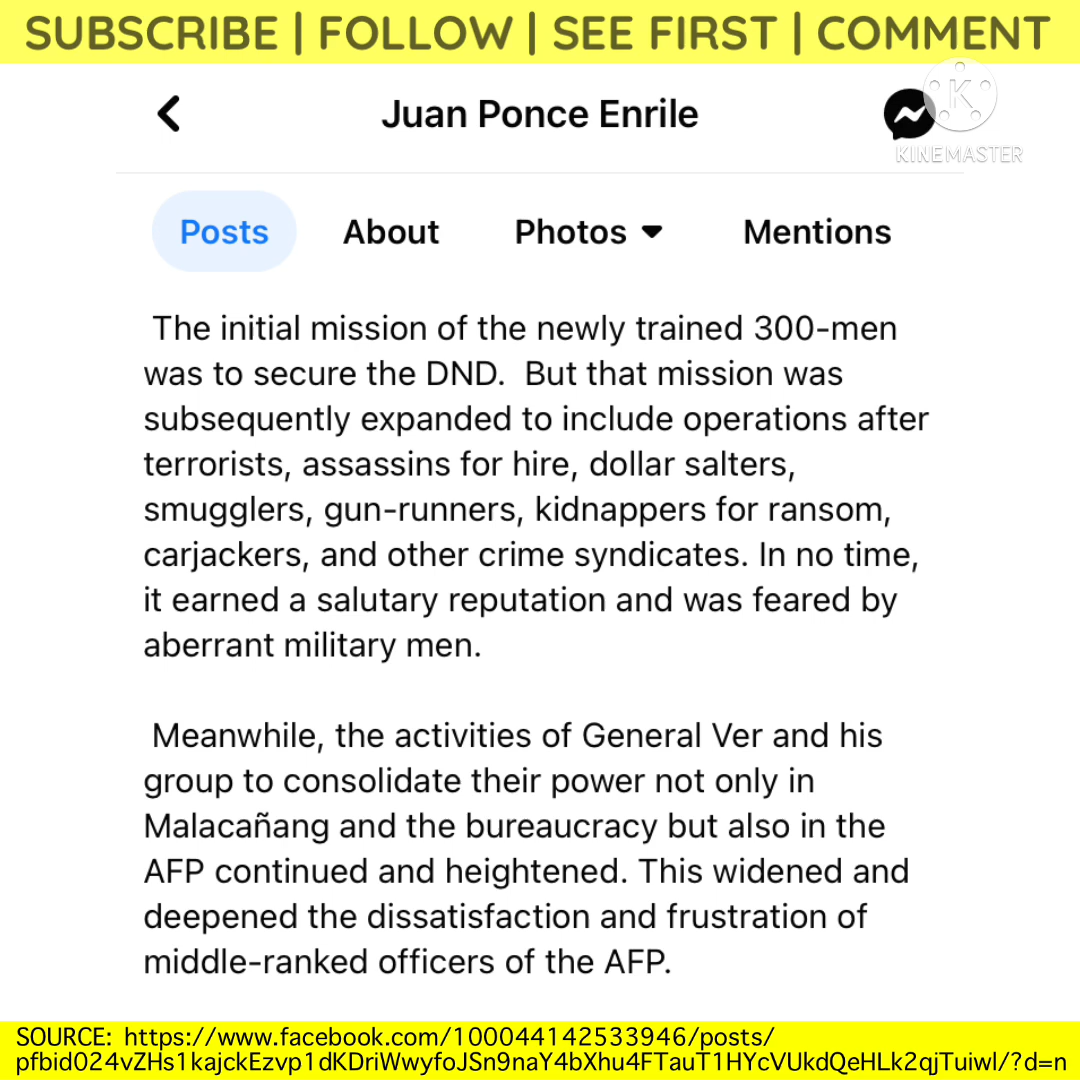 SUBSCRIBE | FOLLOW | SEE FIRST | COMMENT
Juan Ponce Enrile
K
KINEMASTER
Posts About Photos Mentions
The initial mission of the newly trained 300-men
was to secure the DND.  But that mission was
subsequently expanded to include operations after
terrorists, assassins for hire, dollar salters,
smugglers, gun-runners, kidnappers for ransom,
carjackers, and other crime syndicates. In no time,
it earned a salutary reputation and was feared by
aberrant military men.
Meanwhile, the activities of General Ver and his
group to consolidate their power not only in
Malacañang and the bureaucracy but also in the
AFP continued and heightened. This widened and
deepened the dissatisfaction and frustration of
middle-ranked officers of the AFP.
SOURCE: https://www.facebook.com/100044142533946/posts/
pfbid024vZHs1kajckEzvp1dKDriWwyfoJSn9naY4bXhu4FTauT1HYcVUkdQeHLk2qjTuiwl/?d=n